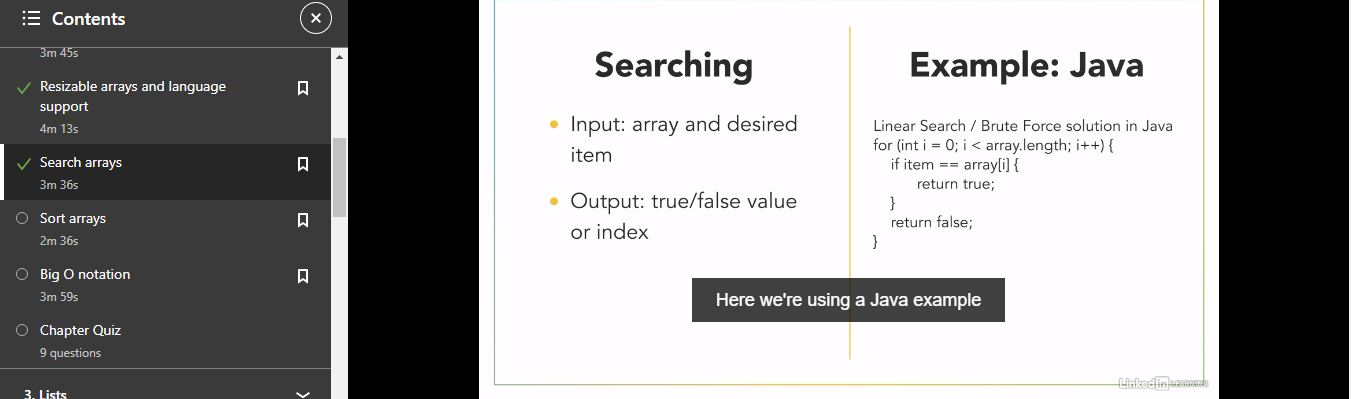 Contents
3m 45s
Resizable arrays and language
support
4m 13s
Search arrays
3m 36s
Sort arrays
2m 36s
Big O notation
3m 59s
Chapter Quiz
9 questions
3. Lists
Searching
Input: array and desired
item
Output: true/false value
or index
Example: Java
Linear Search / Brute Force solution in Java
for (int i = 0; i < array.length; i++) {
if item == array[i] {
return true;
}
return false;
}
Here we're using a Java example
Linked in LEARNING